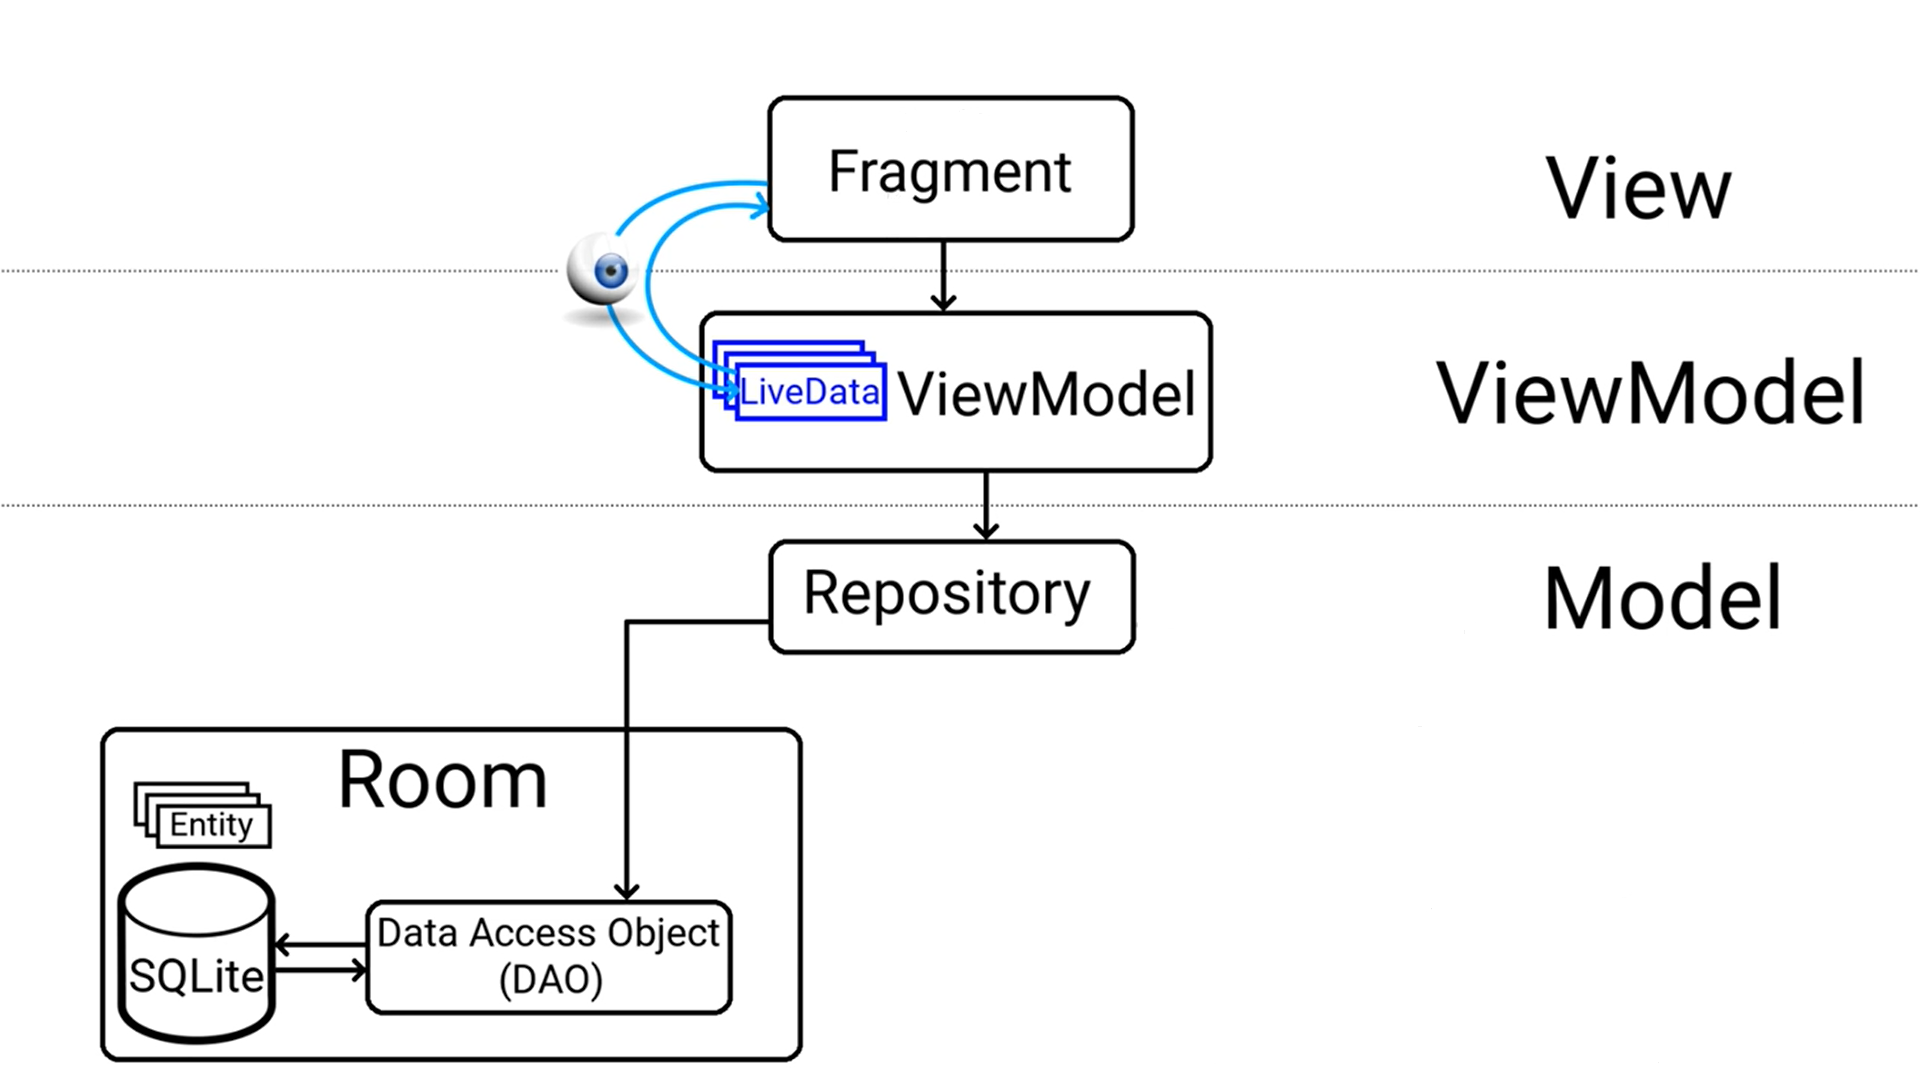 Fragment
View
LiveData
ViewModel
ViewModel
Repository
Model
Room
Entity
SQLite
Data Access Object
(DAO)